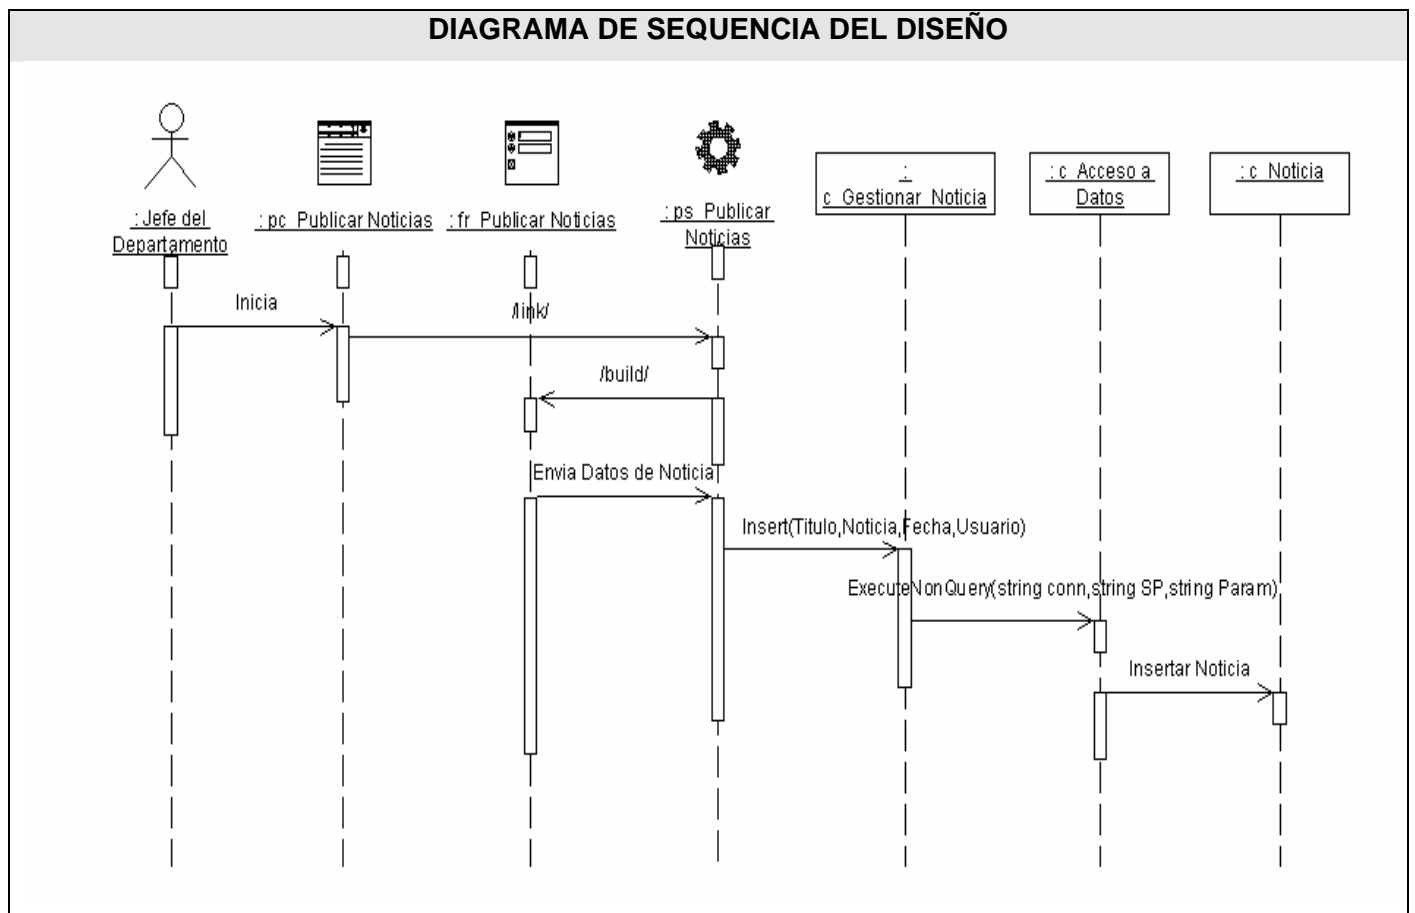 DIAGRAMA DE SEQUENCIA DEL DISEÑO
: Jefe del
Departamento
: pc_Publicar Noticias
: fr_Publicar Noticias
: ps_Publicar
Noticias
:
c_Gestionar_Noticia
: c_Acceso a
Datos
: c_Noticia
Inicia
/link/
/build/
Envia Datos de Noticia
Insert(Titulo,Noticia,Fecha,Usuario)
ExecuteNonQuery(string conn,string SP,string Param)
Insertar Noticia